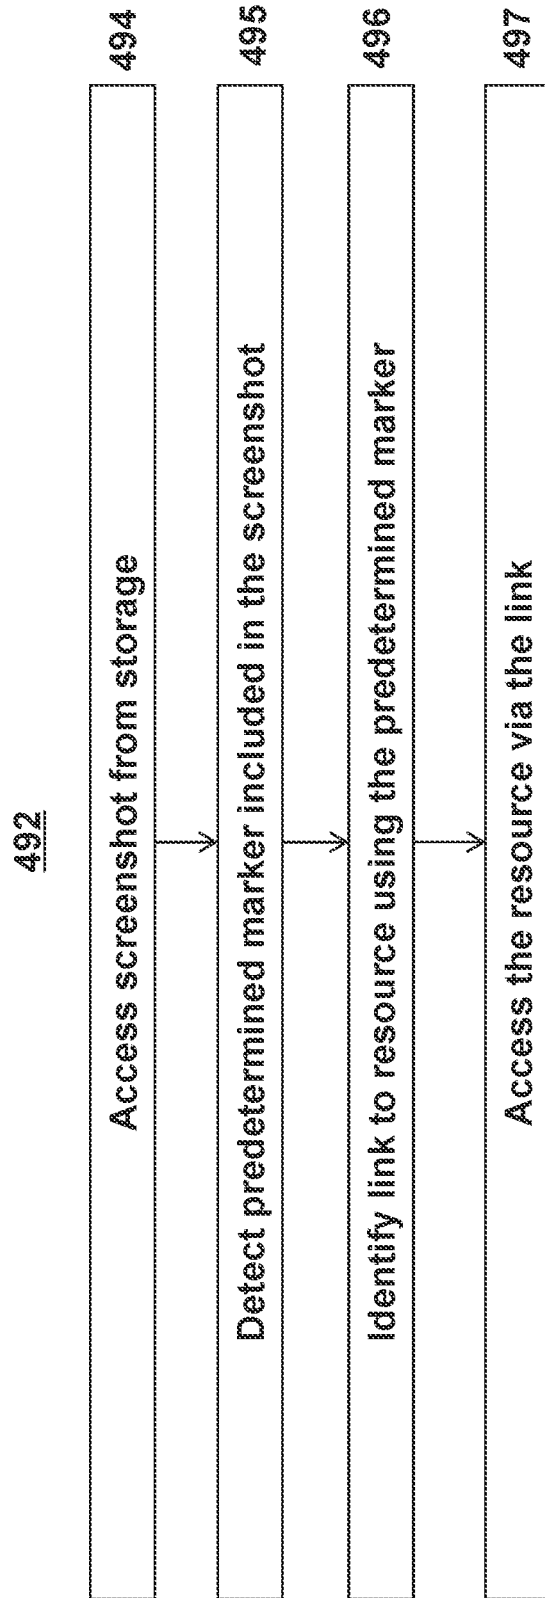 492
Access screenshot from storage 494
Detect predetermined marker included in the screenshot 495
Identify link to resource using the predetermined marker 496
Access the resource via the link 497